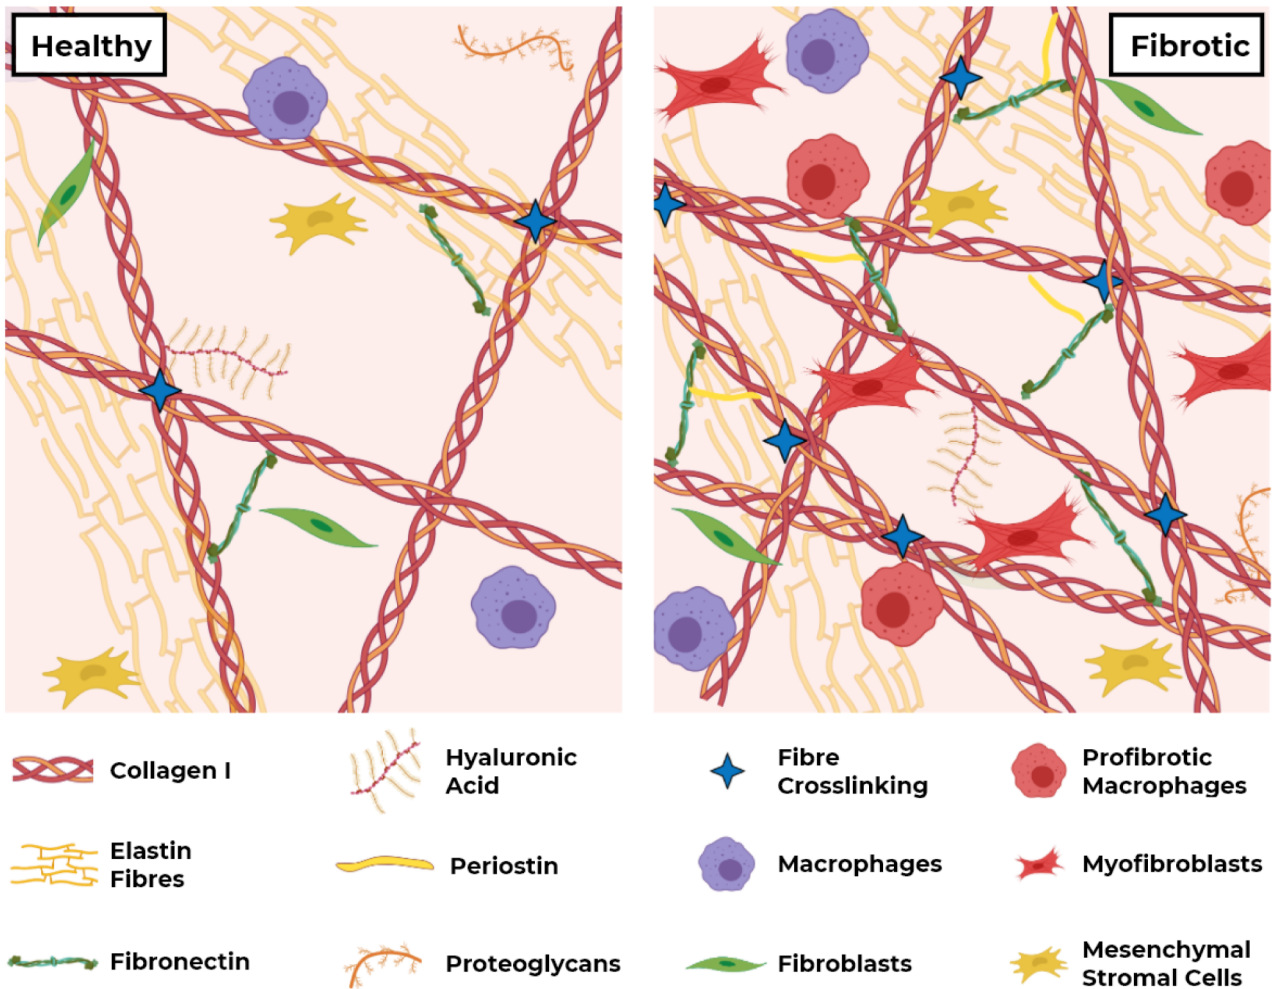 Healthy
Fibrotic
Collagen I
Hyaluronic
Acid
Fibre
Crosslinking
Profibrotic
Macrophages
Elastin
Fibres
Periostin
Macrophages
Myofibroblasts
Fibronectin
Proteoglycans
Fibroblasts
Mesenchymal
Stromal Cells